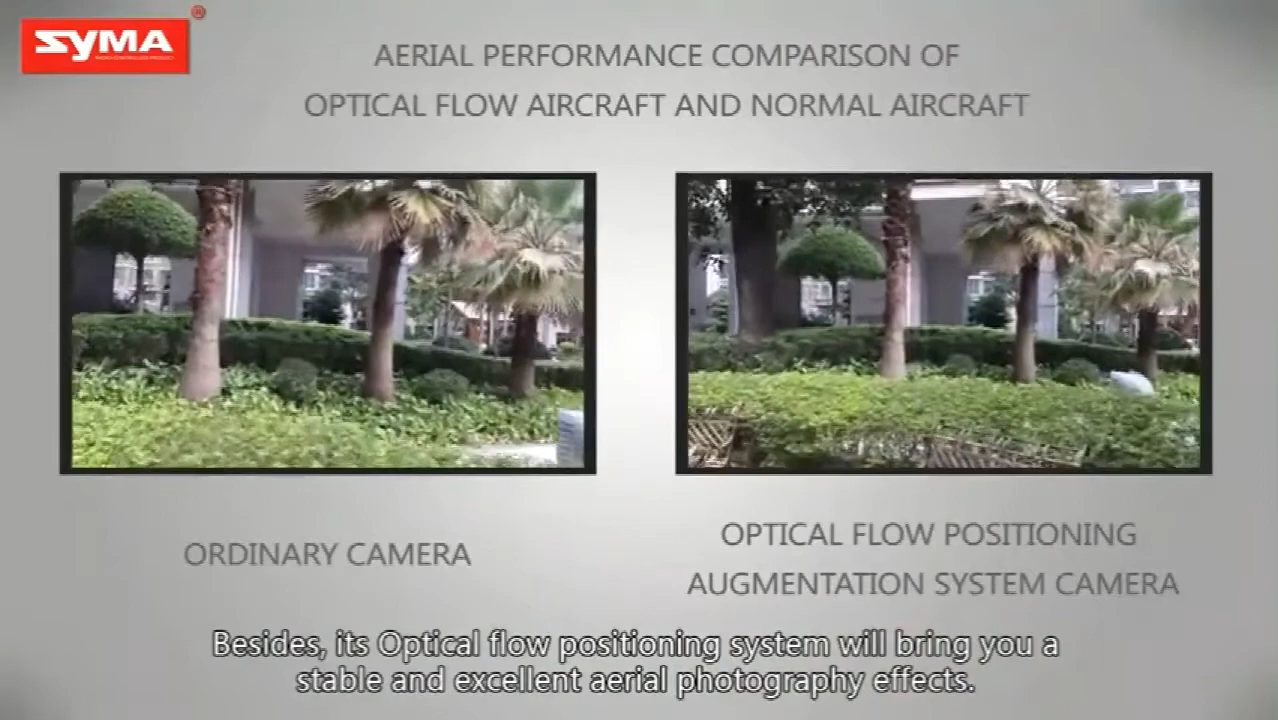 SYMA
®
AERIAL PERFORMANCE COMPARISON OF
OPTICAL FLOW AIRCRAFT AND NORMAL AIRCRAFT
ORDINARY CAMERA
OPTICAL FLOW POSITIONING
AUGMENTATION SYSTEM CAMERA
Besides, its Optical flow positioning system will bring you a
stable and excellent aerial photography effects.